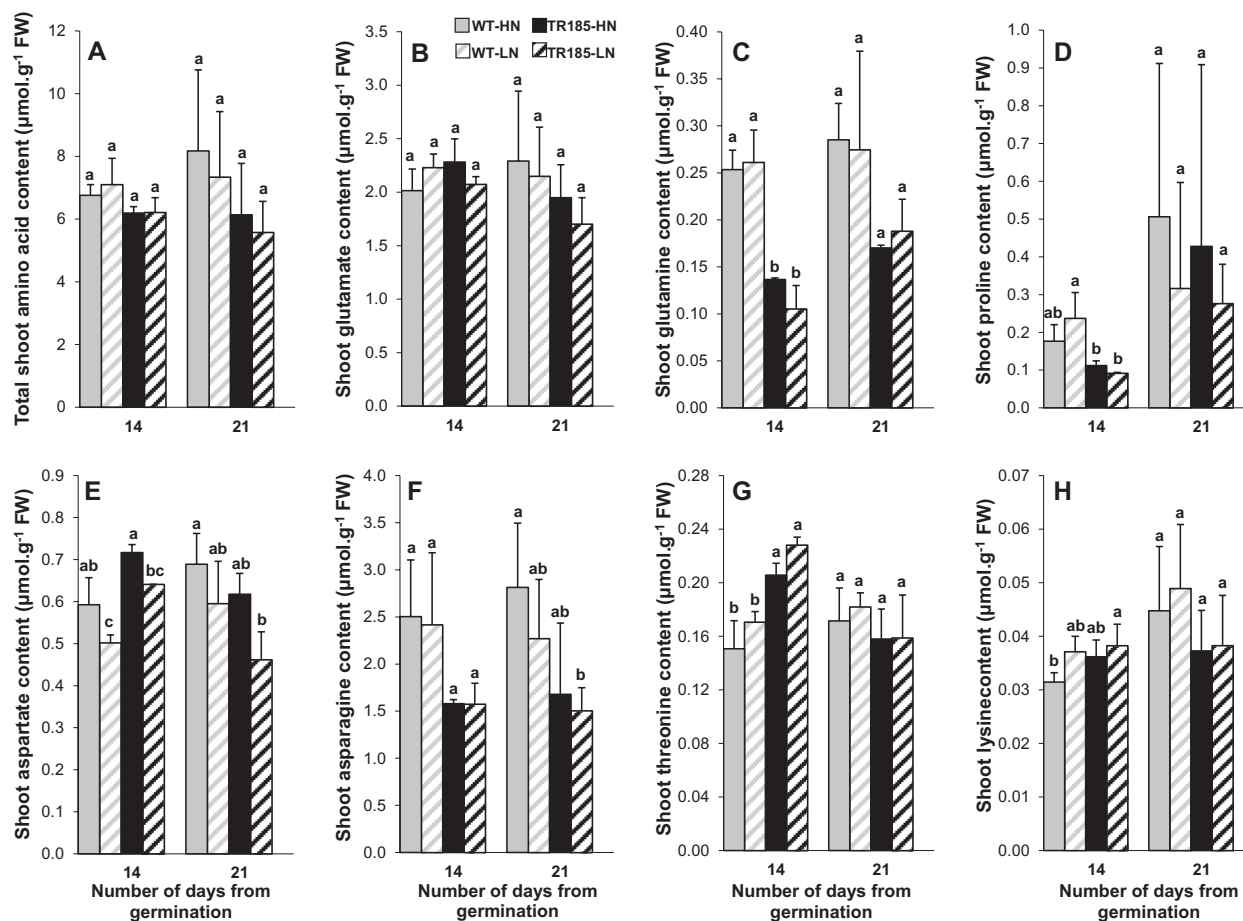 A
Total shoot amino acid content (µmol.g⁻¹ FW)
12
10
8
6
4
2
0
a a a a a a a a
14 21
B
WT-HN TR185-HN
WT-LN TR185-LN
Shoot glutamate content (µmol.g⁻¹ FW)
3.5
3.0
2.5
2.0
1.5
1.0
0.5
0.0
a a a a a a a a
14 21
C
Shoot glutamine content (µmol.g⁻¹ FW)
0.40
0.35
0.30
0.25
0.20
0.15
0.10
0.05
0.00
a a b b a a a a
14 21
D
Shoot proline content (µmol.g⁻¹ FW)
1.0
0.9
0.8
0.7
0.6
0.5
0.4
0.3
0.2
0.1
0.0
ab a b b a a a a
14 21
E
Shoot aspartate content (µmol.g⁻¹ FW)
0.9
0.8
0.7
0.6
0.5
0.4
0.3
0.2
0.1
0.0
ab c a bc a ab ab b
14 21
Number of days from
germination
F
Shoot asparagine content (µmol.g⁻¹ FW)
4.0
3.5
3.0
2.5
2.0
1.5
1.0
0.5
0.0
a a a a a ab ab b
14 21
Number of days from
germination
G
Shoot threonine content (µmol.g⁻¹ FW)
0.28
0.24
0.20
0.16
0.12
0.08
0.04
0.00
b b a a a a a a
14 21
Number of days from
germination
H
Shoot lysinecontent (µmol.g⁻¹ FW)
0.07
0.06
0.05
0.04
0.03
0.02
0.01
0.00
b ab ab a a a a a
14 21
Number of days from
germination